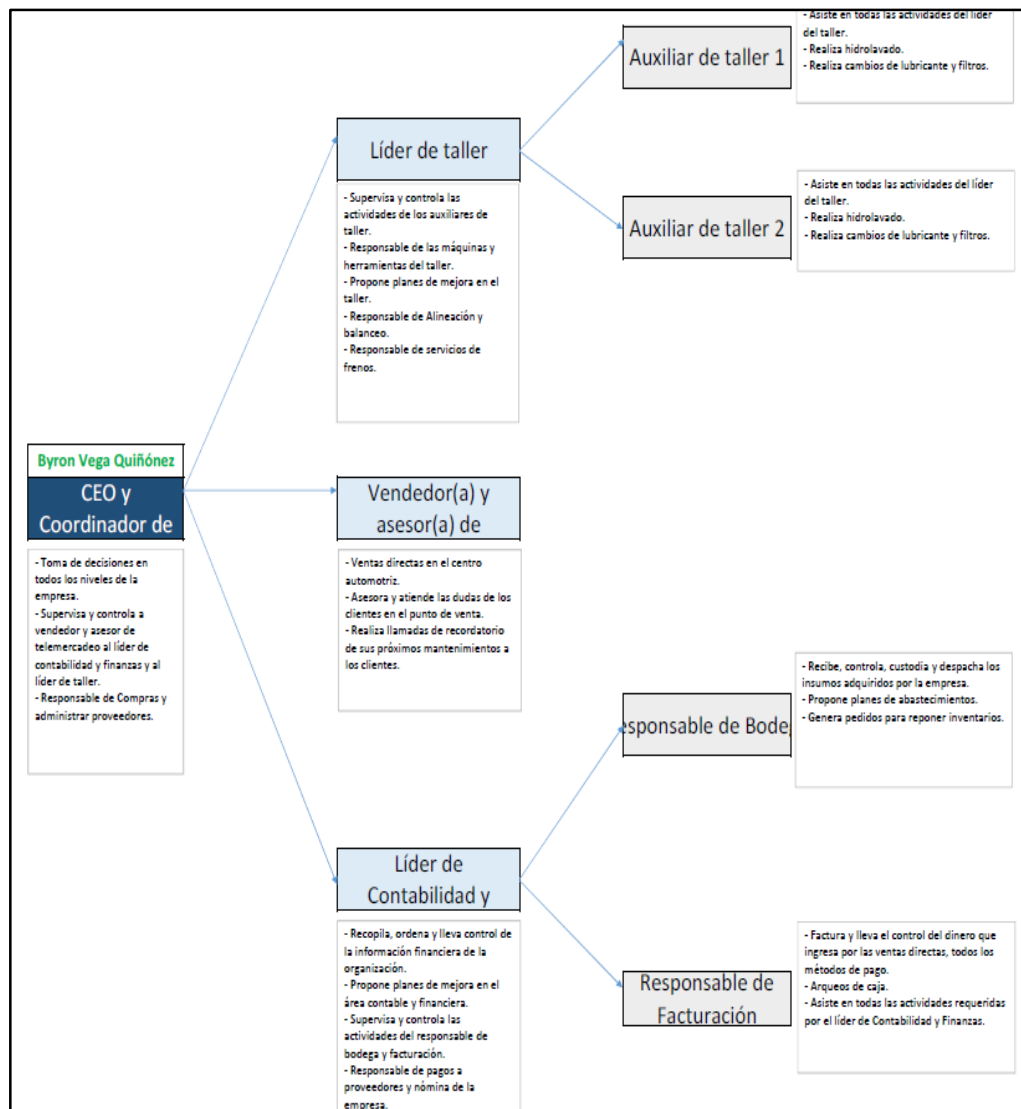 - Asiste en todas las actividades del líder
del taller.
- Realiza hidrolavado.
- Realiza cambios de lubricante y filtros.
Auxiliar de taller 1
Líder de taller
- Supervisa y controla las
actividades de los auxiliares de
taller.
- Responsable de las máquinas y
herramientas del taller.
- Propone planes de mejora en el
taller.
- Responsable de Alineación y
balanceo.
- Responsable de servicios de
frenos.
Auxiliar de taller 2
- Asiste en todas las actividades del líder
del taller.
- Realiza hidrolavado.
- Realiza cambios de lubricante y filtros.
Byron Vega Quiñónez
CEO y
Coordinador de
- Toma de decisiones en
todos los niveles de la
empresa.
- Supervisa y controla a
vendedor y asesor de
telemercadeo al líder de
contabilidad y finanzas y al
líder de taller.
- Responsable de Compras y
administrar proveedores.
Vendedor(a) y
asesor(a) de
- Ventas directas en el centro
automotriz.
- Asesora y atiende las dudas de los
clientes en el punto de venta.
- Realiza llamadas de recordatorio
de sus próximos mantenimientos a
los clientes.
esponsable de Bode
- Recibe, controla, custodia y despacha los
insumos adquiridos por la empresa.
- Propone planes de abastecimientos.
- Genera pedidos para reponer inventarios.
Líder de
Contabilidad y
- Recopila, ordena y lleva control de
la información financiera de la
organización.
- Propone planes de mejora en el
área contable y financiera.
- Supervisa y controla las
actividades del responsable de
bodega y facturación.
- Responsable de pagos a
proveedores y nómina de la
empresa.
Responsable de
Facturación
- Factura y lleva el control del dinero que
ingresa por las ventas directas, todos los
métodos de pago.
- Arqueos de caja.
- Asiste en todas las actividades requeridas
por el líder de Contabilidad y Finanzas.